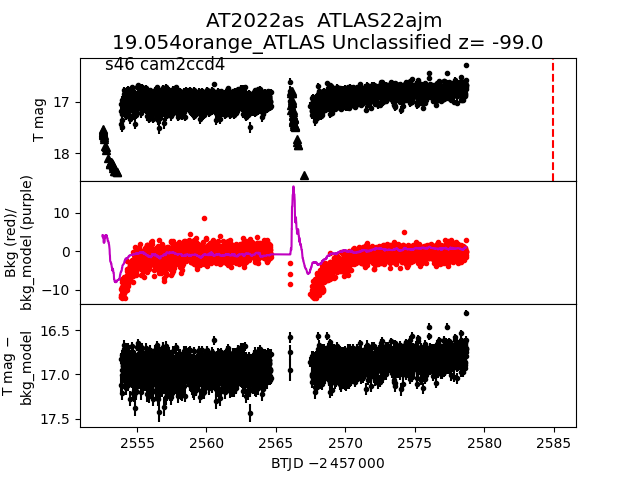 AT2022as  ATLAS22ajm
19.054orange_ATLAS Unclassified z= -99.0
s46 cam2ccd4
T mag
17
18
Bkg (red)/
bkg_model (purple)
10
0
−10
T mag −
bkg_model
16.5
17.0
17.5
2555 2560 2565 2570 2575 2580 2585
BTJD −2 457 000